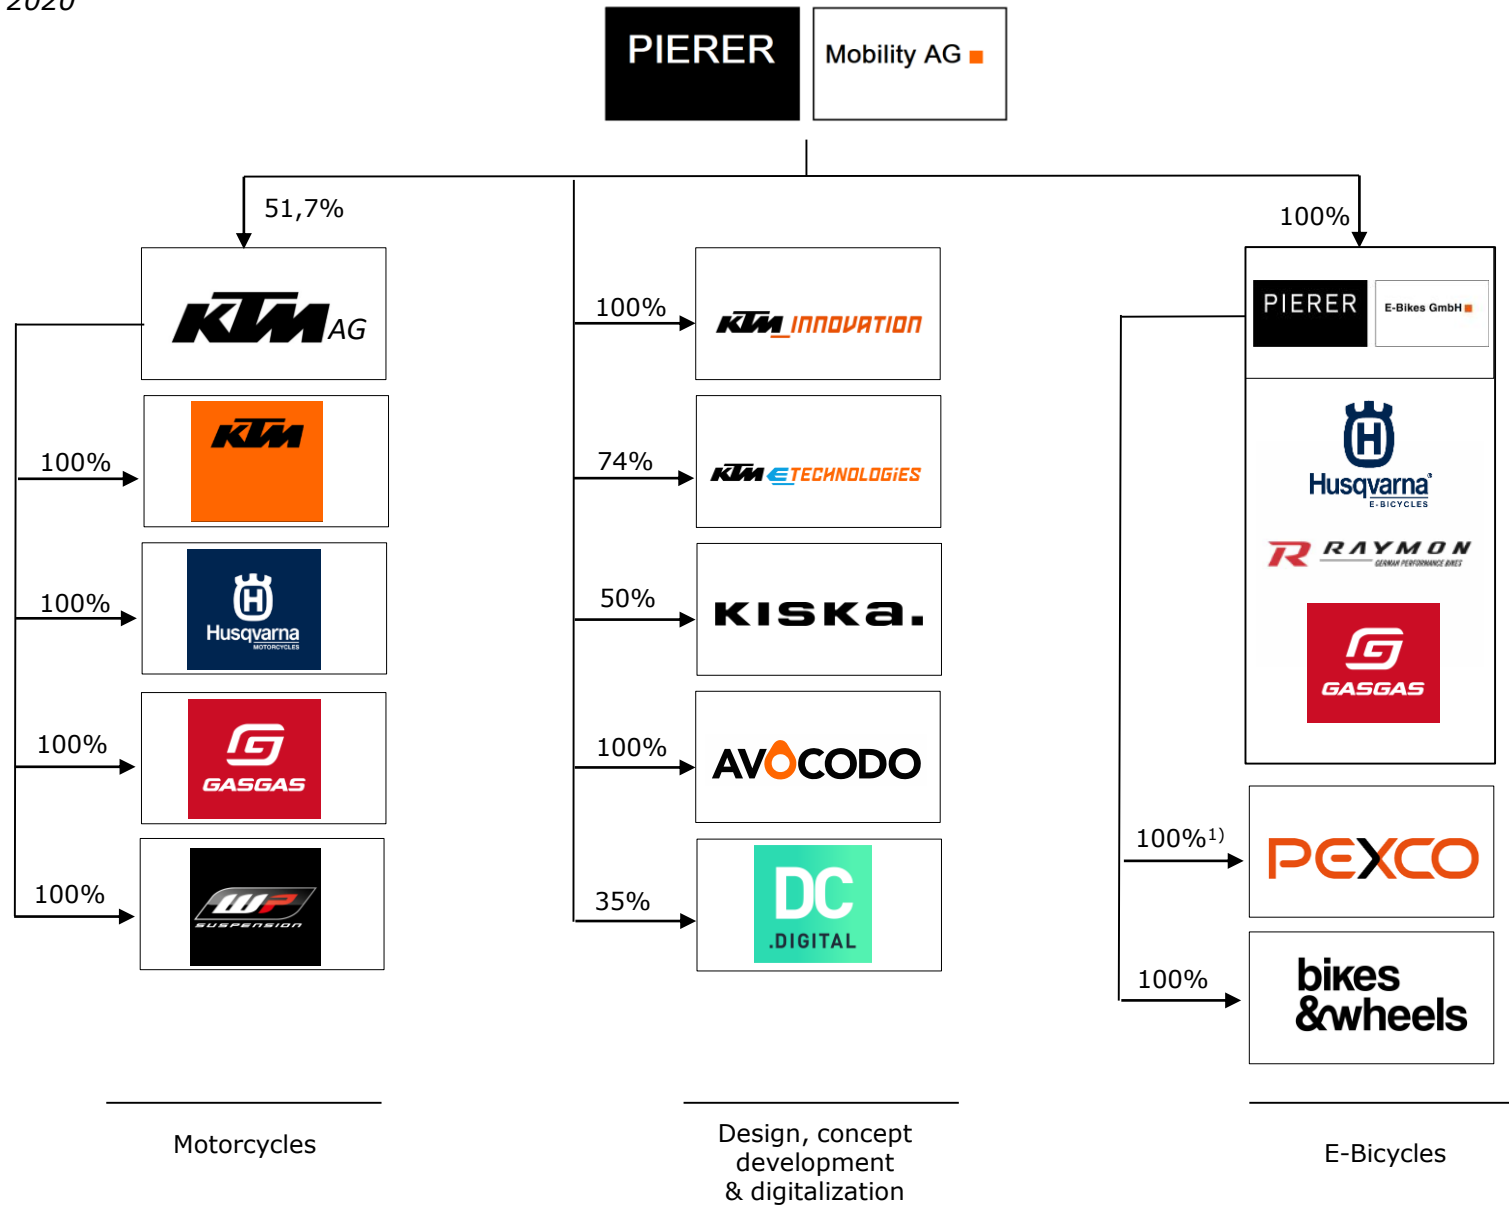 2020
PIERER
Mobility AG
51,7%
100%
KTM AG
100%
KTM
100%
Husqvarna
MOTORCYCLES
100%
GASGAS
100%
WP
SUSPENSION
Motorcycles
100%
KTM_INNOVATION
74%
KTM E TECHNOLOGIES
50%
KISKA.
100%
AVOCODO
35%
DC
.DIGITAL
Design, concept
development
& digitalization
PIERER
E-Bikes GmbH
H
Husqvarna
E-BICYCLES
R RAYMON
GERMAN PERFORMANCE BIKES
GASGAS
100%1)
PEXCO
100%
bikes
&wheels
E-Bicycles